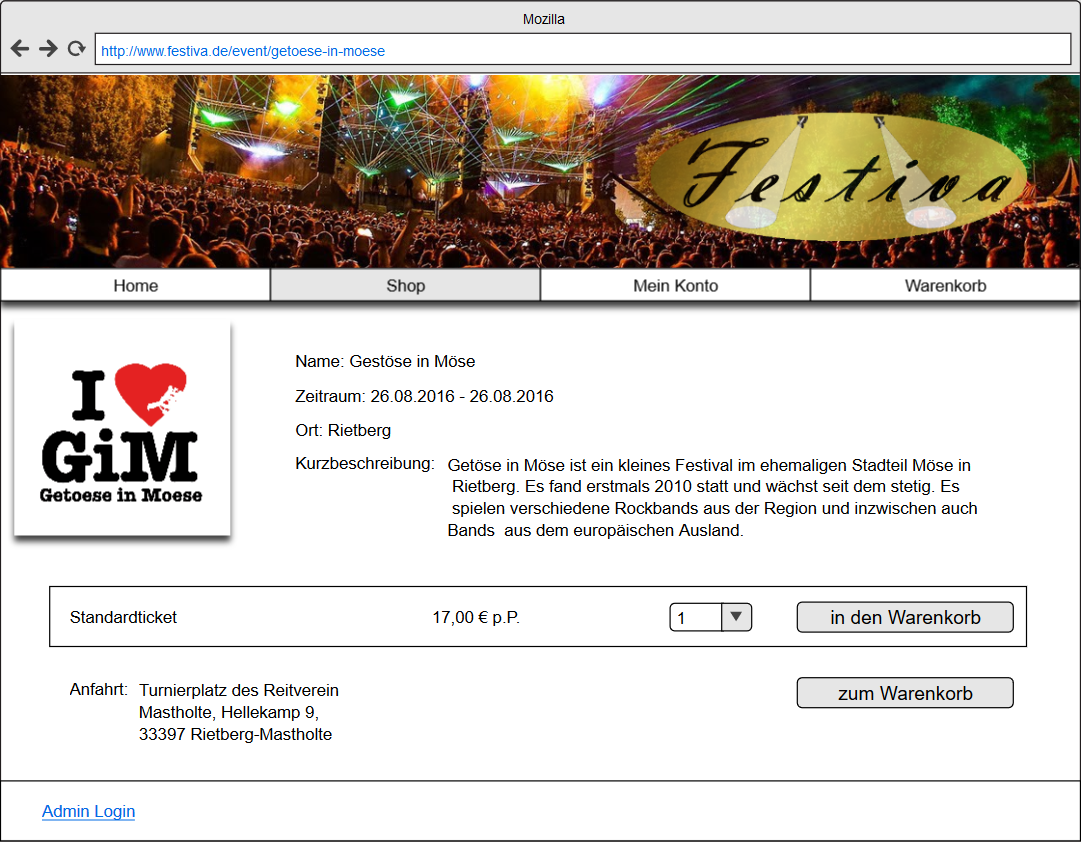 Mozilla
http://www.festiva.de/event/getoese-in-moese
Festiva
Home
Shop
Mein Konto
Warenkorb
I
GiM
Getoese in Moese
Name: Gestöse in Möse
Zeitraum: 26.08.2016 - 26.08.2016
Ort: Rietberg
Kurzbeschreibung:
Getöse in Möse ist ein kleines Festival im ehemaligen Stadteil Möse in
Rietberg. Es fand erstmals 2010 statt und wächst seit dem stetig. Es
spielen verschiedene Rockbands aus der Region und inzwischen auch
Bands  aus dem europäischen Ausland.
Standardticket
17,00 € p.P.
1
in den Warenkorb
Anfahrt:
Turnierplatz des Reitverein
Mastholte, Hellekamp 9,
33397 Rietberg-Mastholte
zum Warenkorb
Admin Login